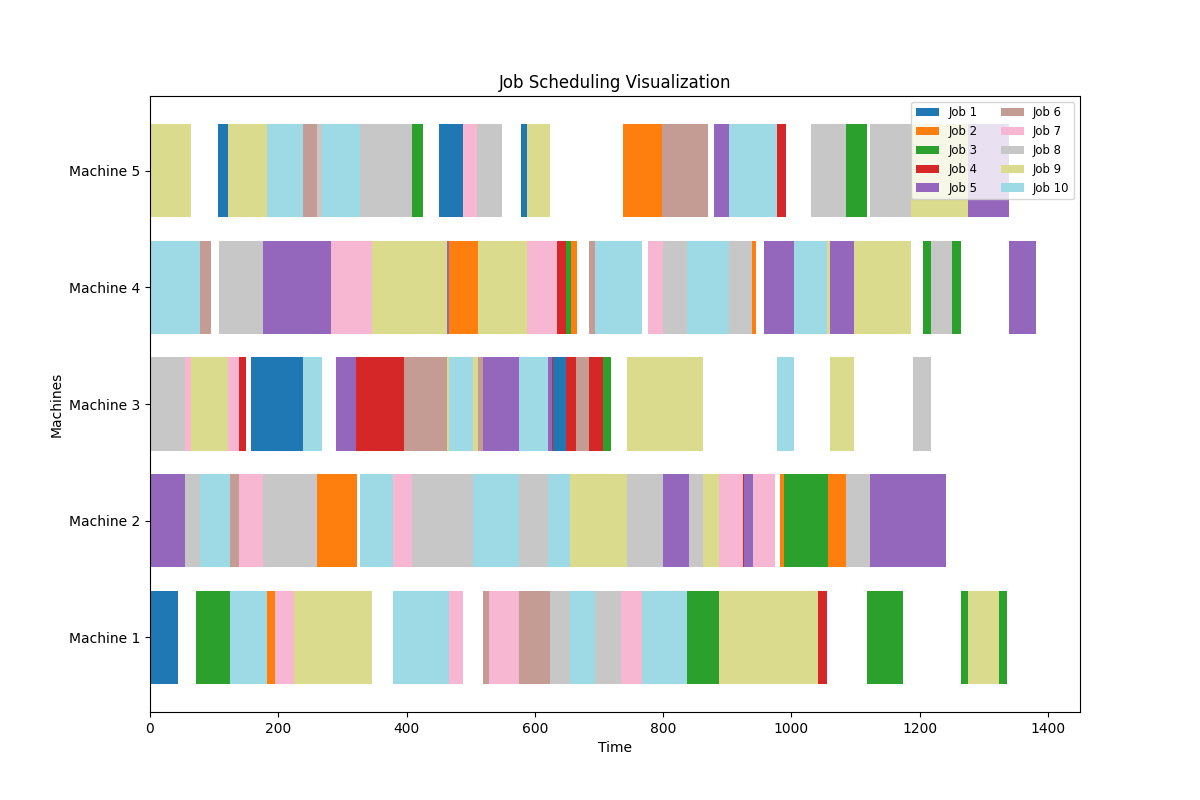 Job Scheduling Visualization
Job 1
Job 2
Job 3
Job 4
Job 5
Job 6
Job 7
Job 8
Job 9
Job 10
Machines
Machine 5
Machine 4
Machine 3
Machine 2
Machine 1
0 200 400 600 800 1000 1200 1400
Time